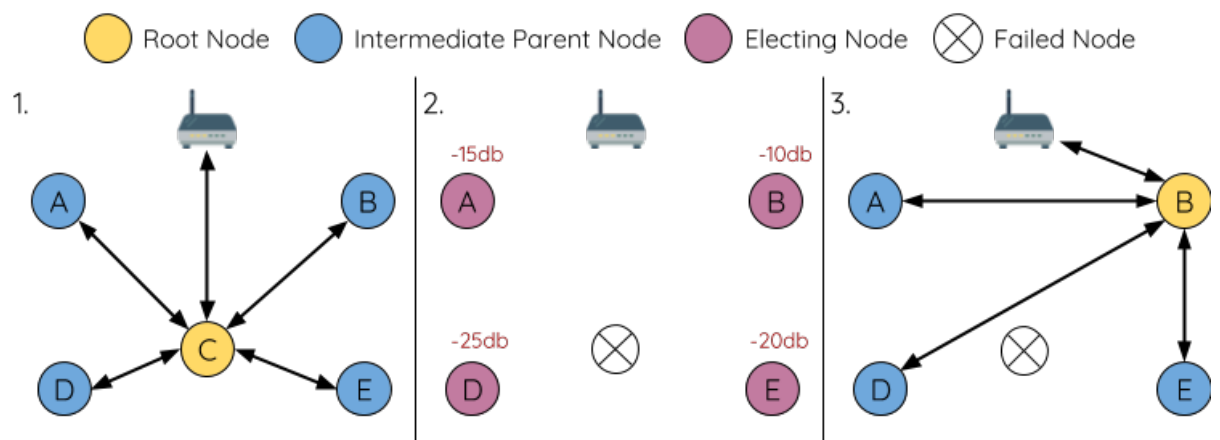 Root Node Intermediate Parent Node Electing Node Failed Node
1.
A
B
C
D
E
2.
-15db
-10db
A
B
-25db
-20db
D
E
3.
A
B
D
E